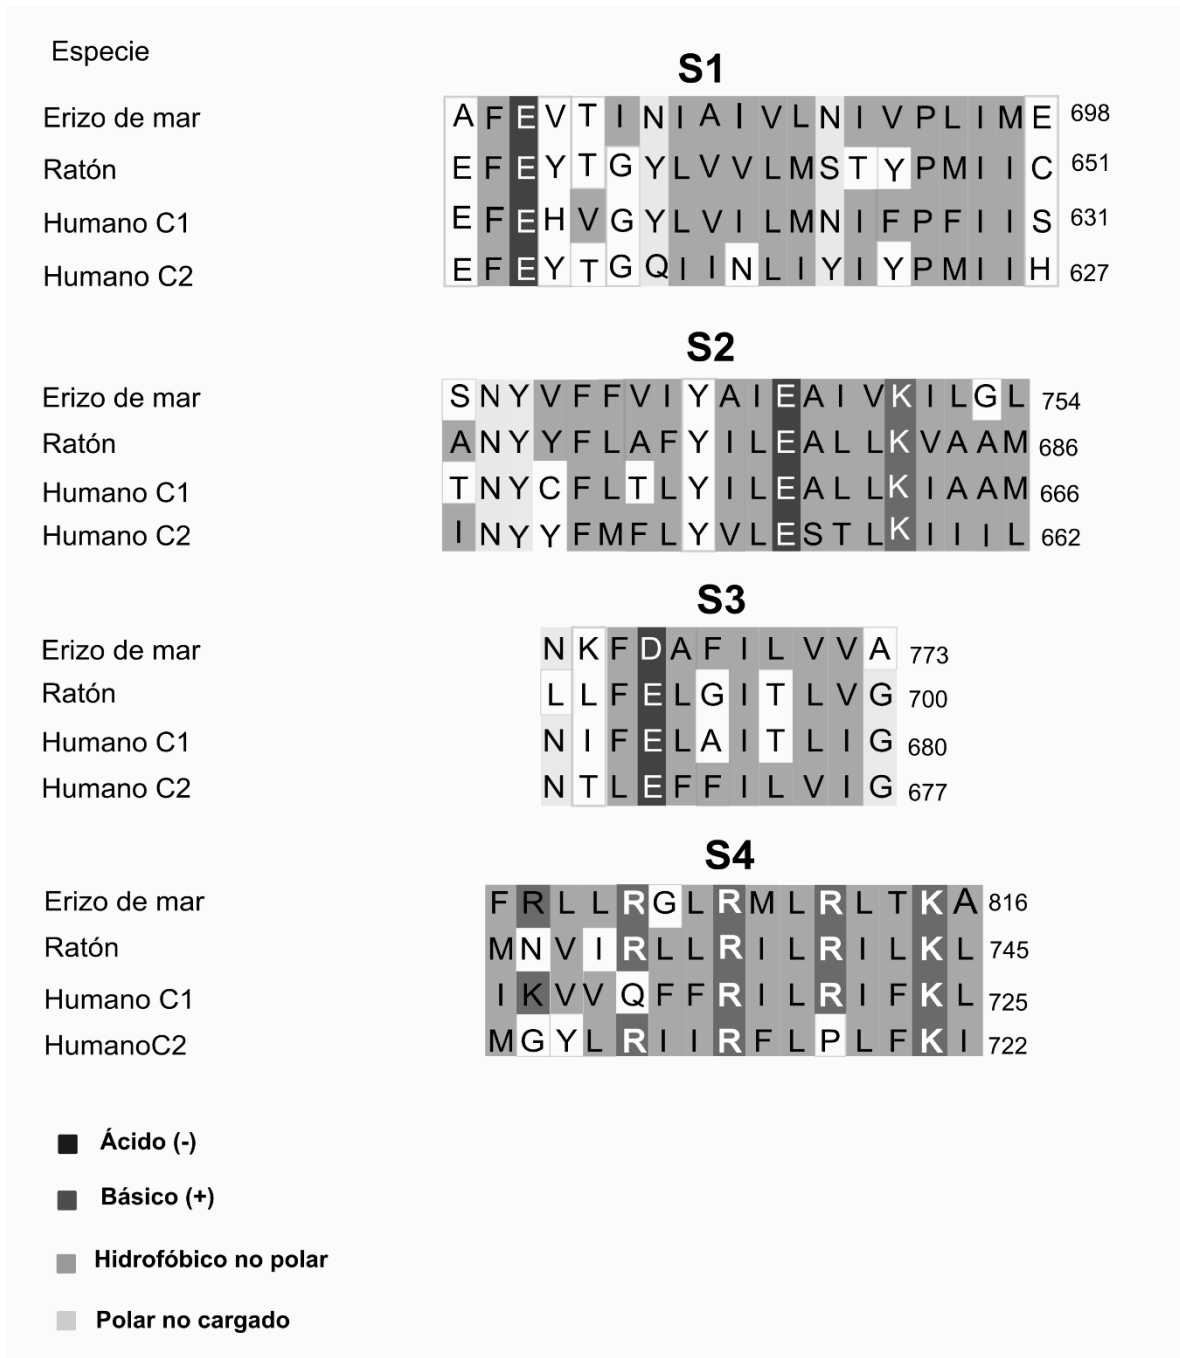 Especie
S1
Erizo de mar A F E V T I N I A I V L N I V P L I M E 698
Ratón E F E Y T G Y L V V L M S T Y P M I I C 651
Humano C1 E F E H V G Y L V I L M N I F P F I I S 631
Humano C2 E F E Y T G Q I I N L I Y I Y P M I I H 627
S2
Erizo de mar S N Y V F F V I Y A I E A I V K I L G L 754
Ratón A N Y Y F L A F Y I L E A L L K V A A M 686
Humano C1 T N Y C F L T L Y I L E A L L K I A A M 666
Humano C2 I N Y Y F M F L Y V L E S T L K I I I L 662
S3
Erizo de mar N K F D A F I L V V A 773
Ratón L L F E L G I T L V G 700
Humano C1 N I F E L A I T L I G 680
Humano C2 N T L E F F I L V I G 677
S4
Erizo de mar F R L L R G L R M L R L T K A 816
Ratón M N V I R L L R I L R I L K L 745
Humano C1 I K V V Q F F R I L R I F K L 725
HumanoC2 M G Y L R I I R F L P L F K I 722
Ácido (-)
Básico (+)
Hidrofóbico no polar
Polar no cargado